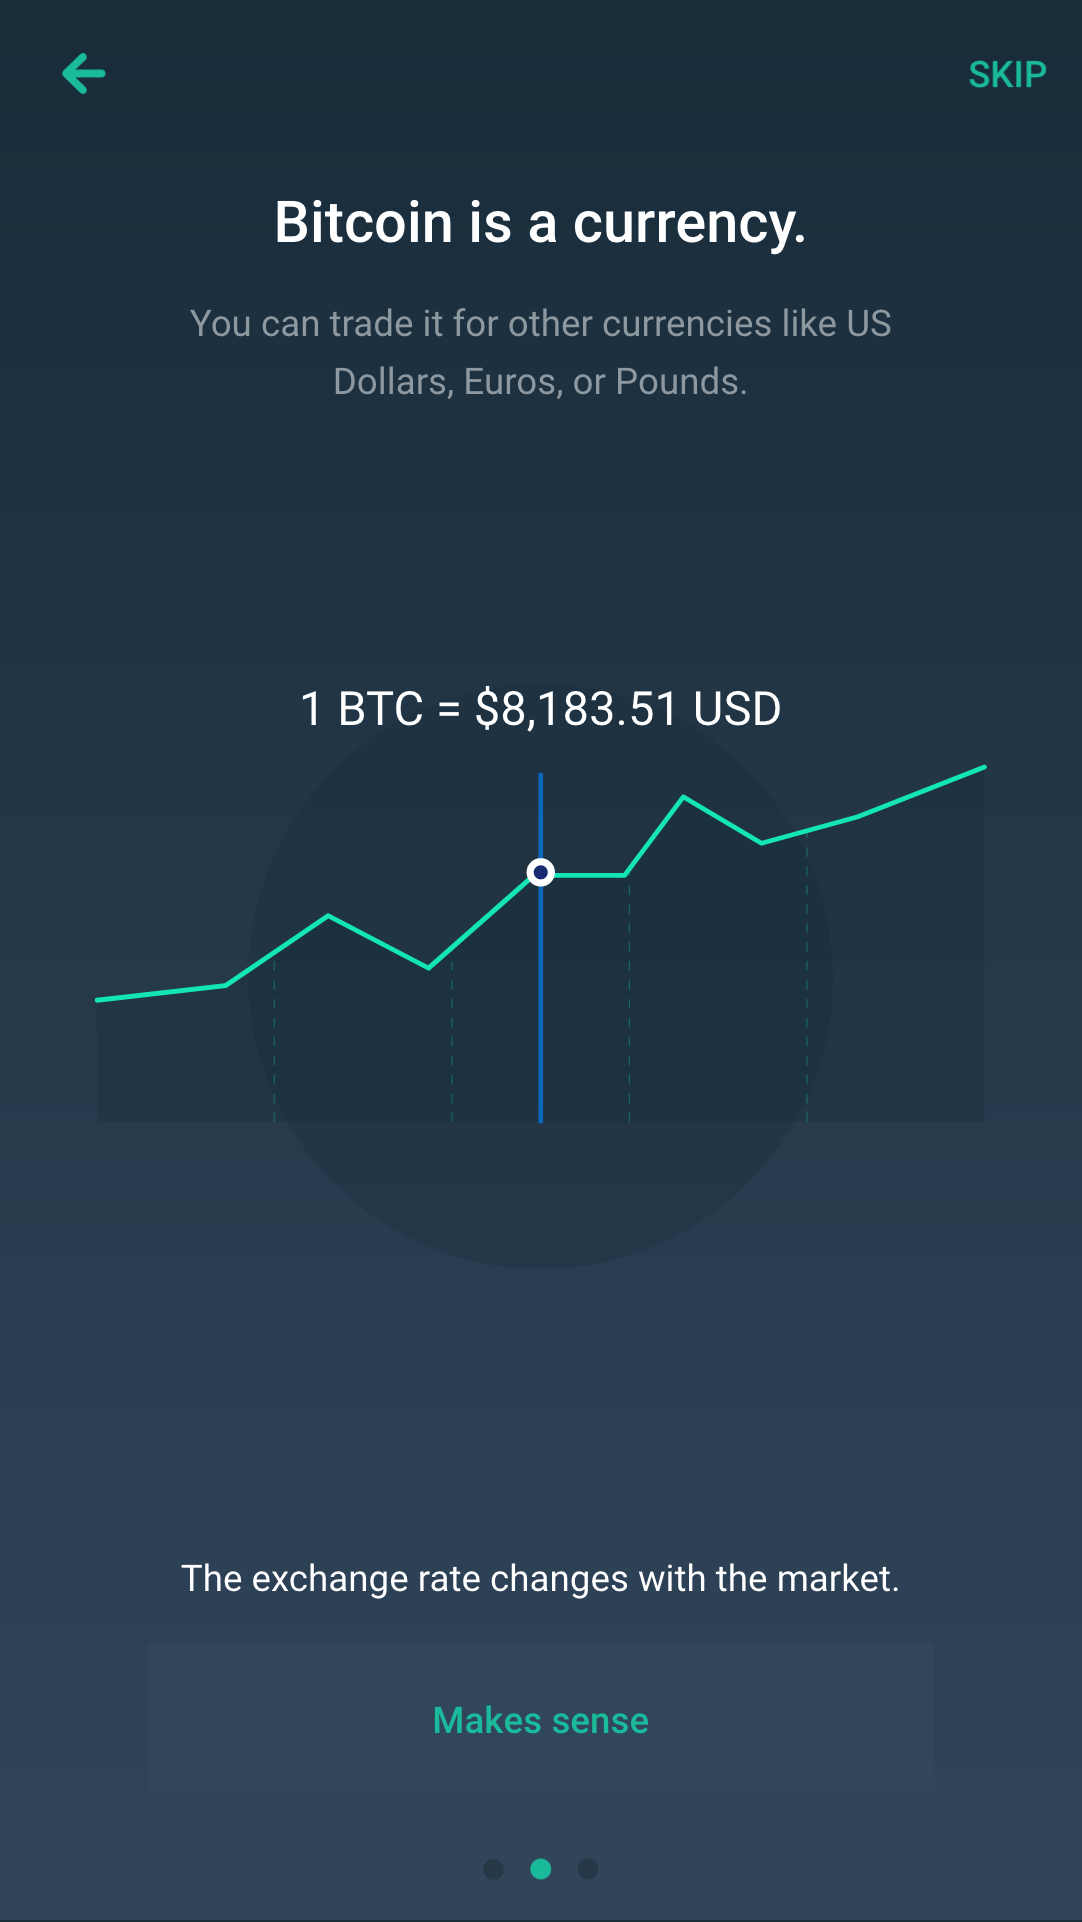 SKIP
Bitcoin is a currency.
You can trade it for other currencies like US
Dollars, Euros, or Pounds.
1 BTC = $8,183.51 USD
The exchange rate changes with the market.
Makes sense